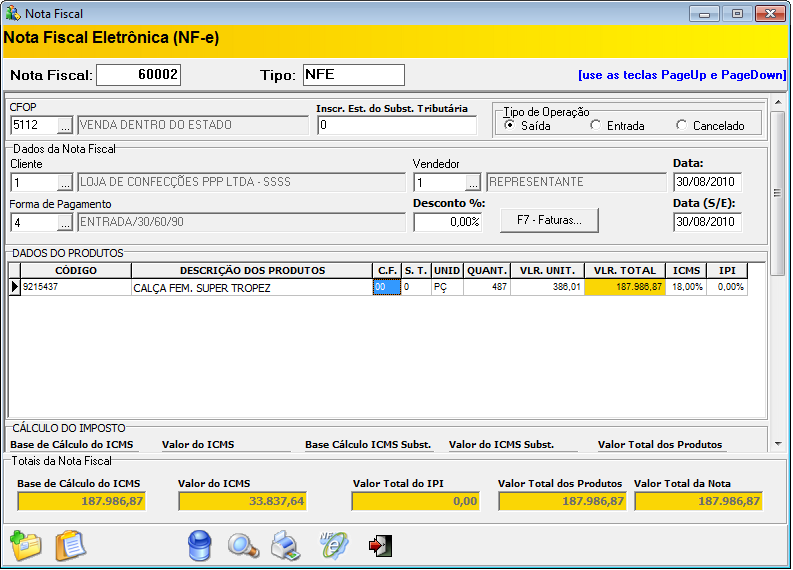 Nota Fiscal
Nota Fiscal Eletrônica (NF-e)
Nota Fiscal: 60002 Tipo: NFE [use as teclas PageUp e PageDown]
CFOP Inscr. Est. do Subst. Tributária Tipo de Operação
5112 ... VENDA DENTRO DO ESTADO 0 Saída Entrada Cancelado
Dados da Nota Fiscal
Cliente Vendedor Data:
1 ... LOJA DE CONFECÇÕES PPP LTDA - SSSS 1 ... REPRESENTANTE 30/08/2010
Forma de Pagamento Desconto %: Data (S/E):
4 ... ENTRADA/30/60/90 0,00% F7 - Faturas... 30/08/2010
DADOS DO PRODUTOS
CÓDIGO DESCRIÇÃO DOS PRODUTOS C.F. S. T. UNID QUANT. VLR. UNIT. VLR. TOTAL ICMS IPI
9215437 CALÇA FEM. SUPER TROPEZ 00 0 PÇ 487 386,01 187.986,87 18,00% 0,00%
CÁLCULO DO IMPOSTO
Base de Cálculo do ICMS Valor do ICMS Base Cálculo ICMS Subst. Valor do ICMS Subst. Valor Total dos Produtos
Totais da Nota Fiscal
Base de Cálculo do ICMS Valor do ICMS Valor Total do IPI Valor Total dos Produtos Valor Total da Nota
187.986,87 33.837,64 0,00 187.986,87 187.986,87
NF e